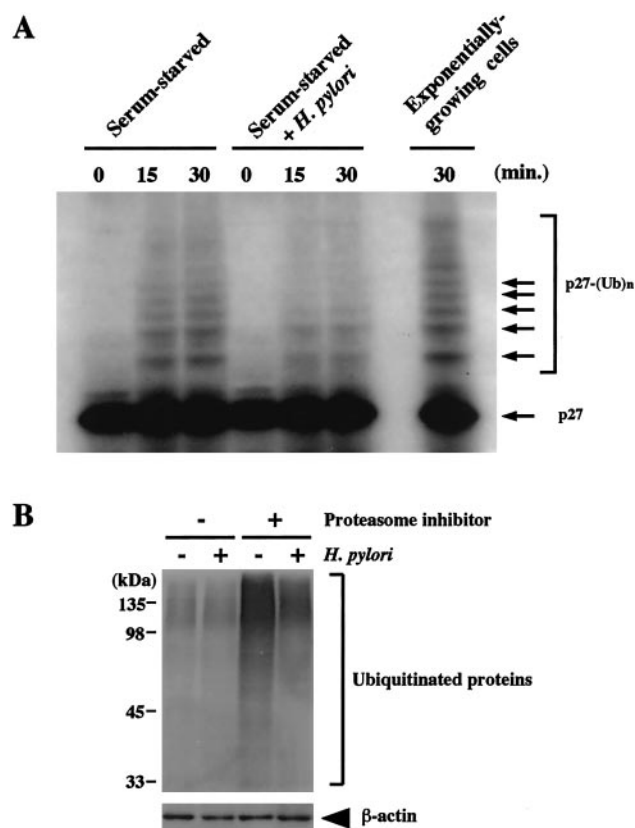 A
Serum-starved
Serum-starved
+ H. pylori
Exponentially-
growing cells
0 15 30 0 15 30 30 (min.)
p27-(Ub)n
p27
B
- + Proteasome inhibitor
- + - + H. pylori
(kDa)
135
98
45
33
Ubiquitinated proteins
β-actin